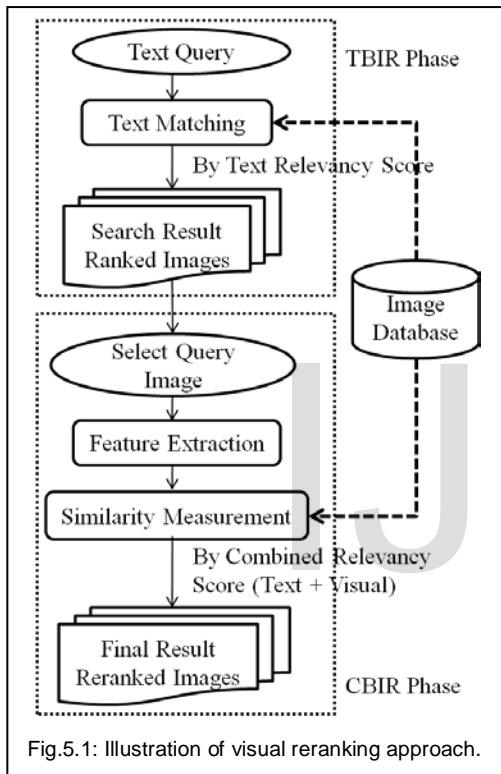 Text Query
TBIR Phase
Text Matching
By Text Relevancy Score
Search Result
Ranked Images
Image
Database
Select Query
Image
Feature Extraction
Similarity Measurement
By Combined Relevancy
Score (Text + Visual)
Final Result
Reranked Images
CBIR Phase
IJ
Fig.5.1: Illustration of visual reranking approach.